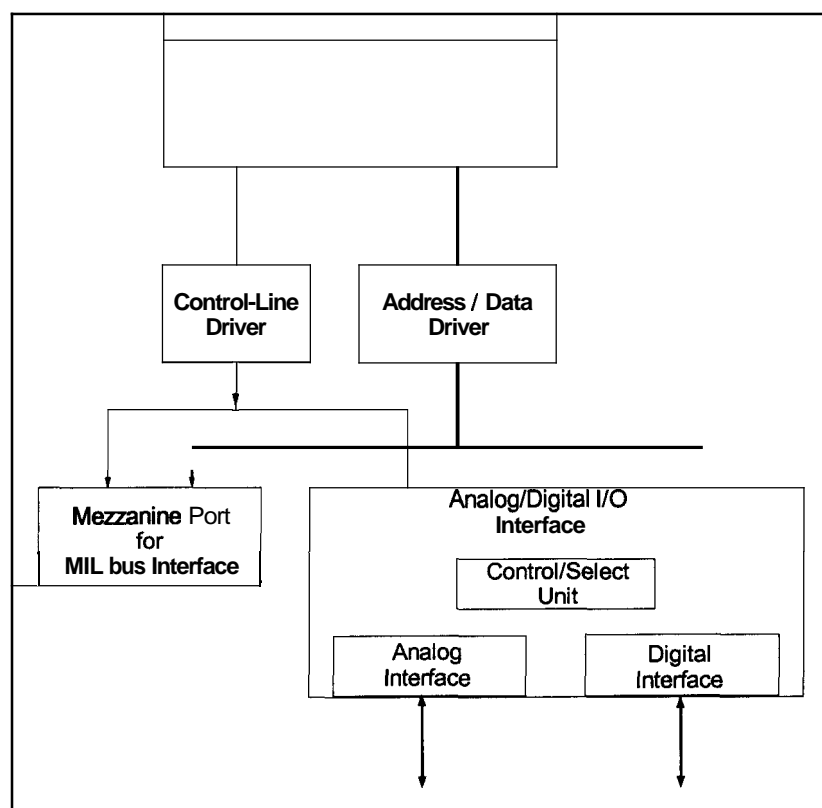 Control-Line
Driver
Address / Data
Driver
Mezzanine Port
for
MIL bus Interface
Analog/Digital I/O
Interface
Control/Select
Unit
Analog
Interface
Digital
Interface